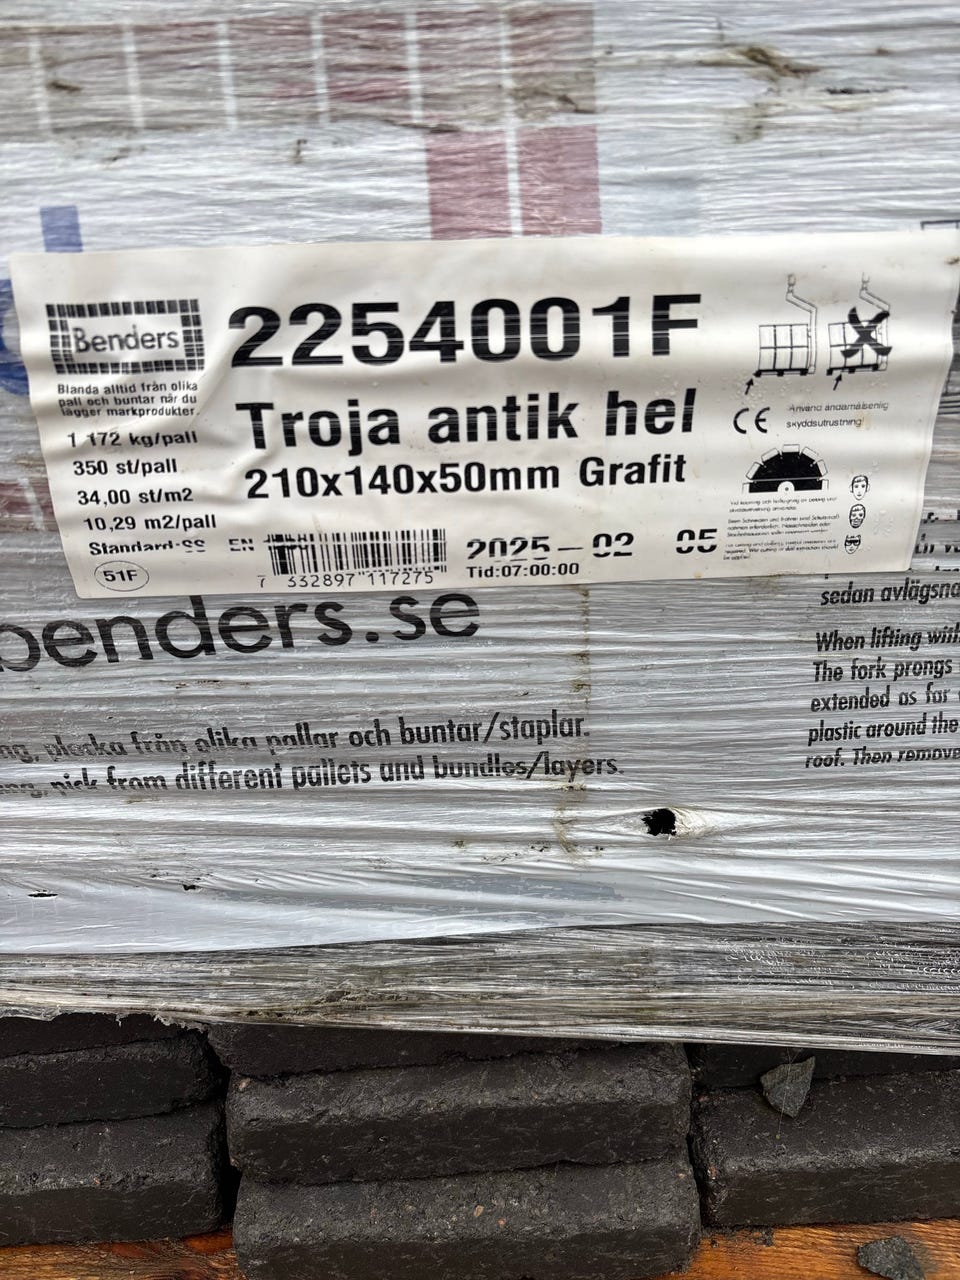 Benders
2254001F
Blanda alltid från olika
pall och buntar när du
lägger markprodukter.
Troja antik hel
210x140x50mm Grafit
1 172 kg/pall
350 st/pall
34,00 st/m2
10,29 m2/pall
Standard-SS EN
51F
7 332897 117275
2025-02 05
Tid:07:00:00
CE
Använd ändamålsenlig
skyddsutrustning
benders.se
plocka från olika pallar och buntar/staplar.
pick from different pallets and bundles/layers.
sedan avlägsna
When lifting with
The fork prongs
extended as far
plastic around the
roof. Then remove